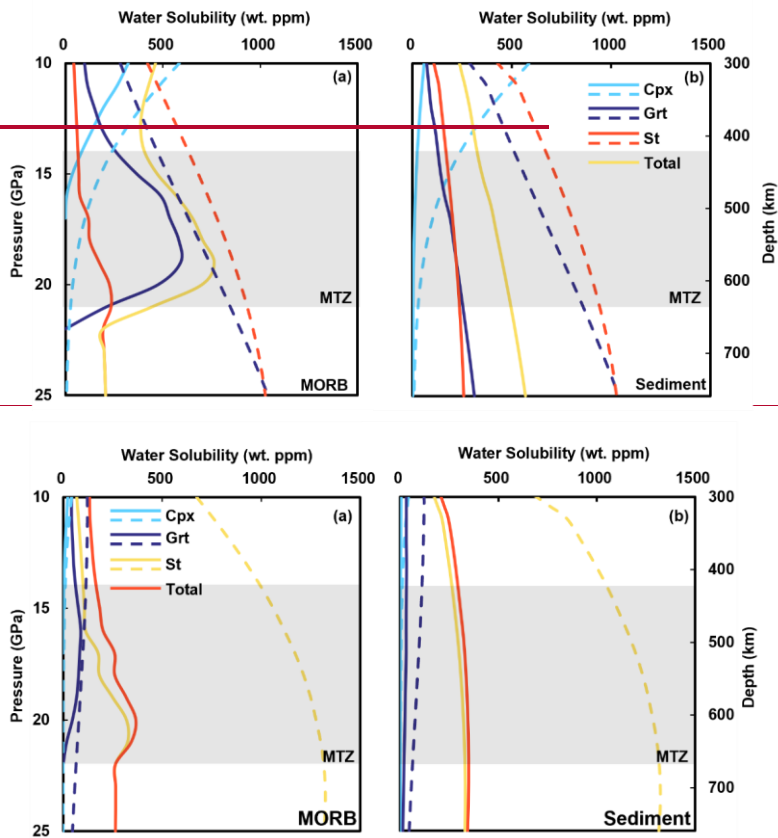 Water Solubility (wt. ppm) Water Solubility (wt. ppm)
0 500 1000 1500 0 500 1000 1500
10 (a) (b) 300
Cpx
Grt
St
Total
400
15
500
20
600
MTZ MTZ
700
25
MORB Sediment
Pressure (GPa)
Depth (km)
Water Solubility (wt. ppm) Water Solubility (wt. ppm)
0 500 1000 1500 0 500 1000 1500
10 (a) (b) 300
Cpx
Grt
St
Total
400
15
500
20
600
MTZ MTZ
700
25
MORB Sediment
Pressure (GPa)
Depth (km)